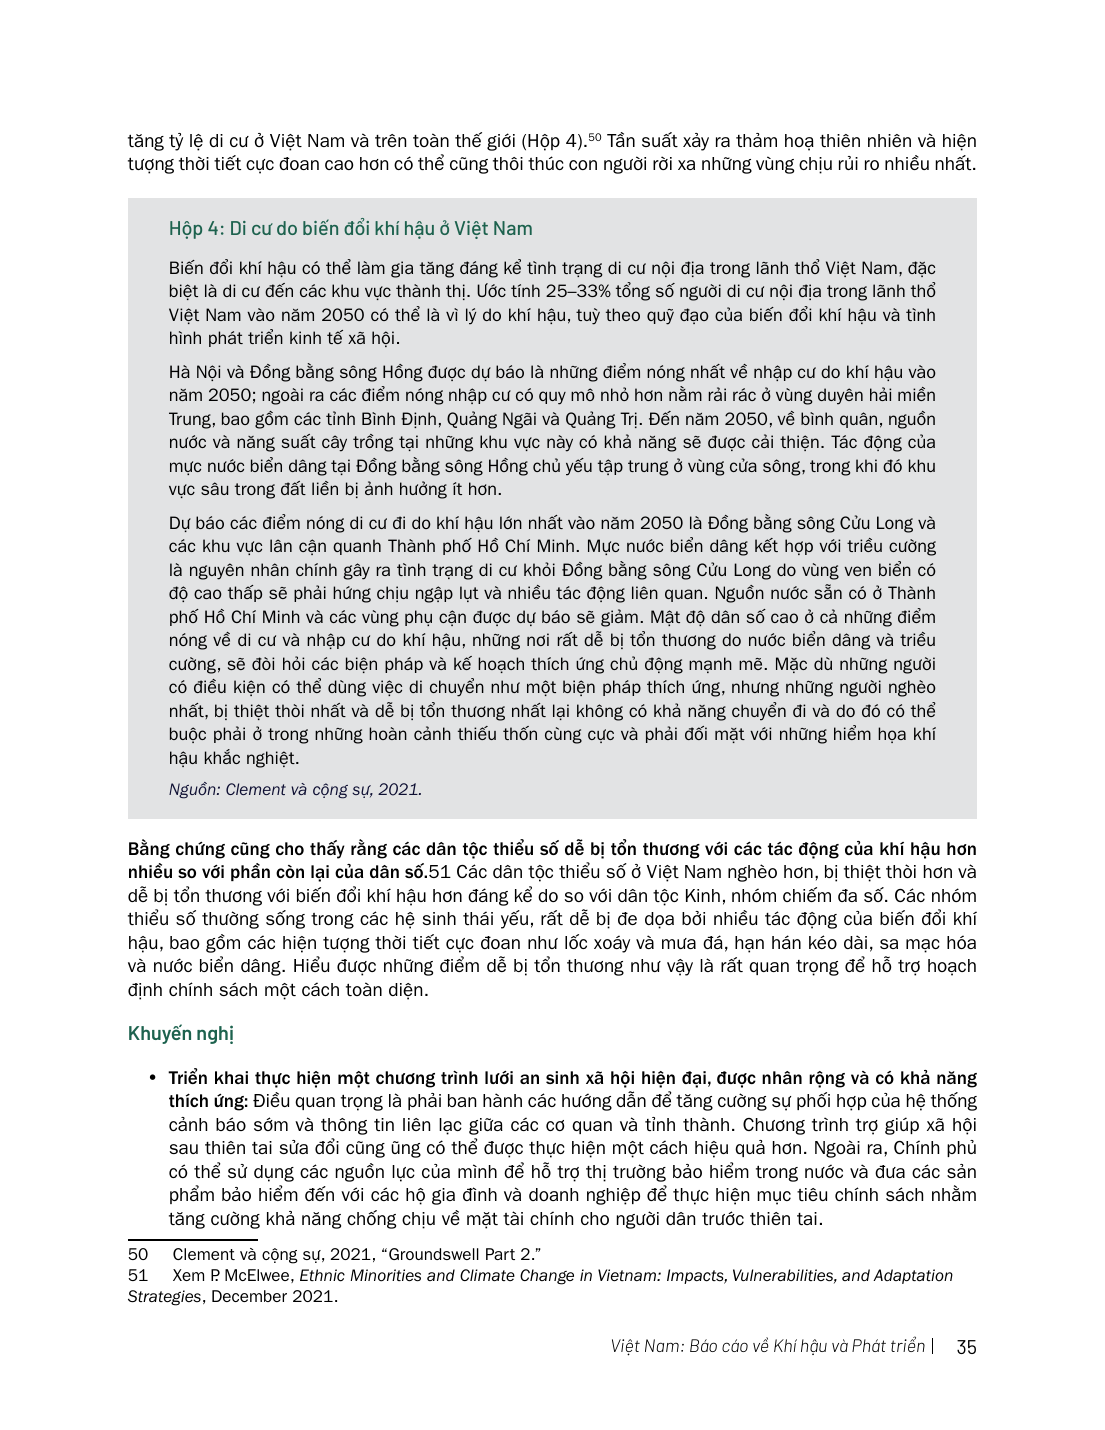 tăng tỷ lệ di cư ở Việt Nam và trên toàn thế giới (Hộp 4).50 Tần suất xảy ra thảm hoạ thiên nhiên và hiện
tượng thời tiết cực đoan cao hơn có thể cũng thôi thúc con người rời xa những vùng chịu rủi ro nhiều nhất.
Hộp 4: Di cư do biến đổi khí hậu ở Việt Nam
Biến đổi khí hậu có thể làm gia tăng đáng kể tình trạng di cư nội địa trong lãnh thổ Việt Nam, đặc
biệt là di cư đến các khu vực thành thị. Ước tính 25–33% tổng số người di cư nội địa trong lãnh thổ
Việt Nam vào năm 2050 có thể là vì lý do khí hậu, tuỳ theo quỹ đạo của biến đổi khí hậu và tình
hình phát triển kinh tế xã hội.
Hà Nội và Đồng bằng sông Hồng được dự báo là những điểm nóng nhất về nhập cư do khí hậu vào
năm 2050; ngoài ra các điểm nóng nhập cư có quy mô nhỏ hơn nằm rải rác ở vùng duyên hải miền
Trung, bao gồm các tỉnh Bình Định, Quảng Ngãi và Quảng Trị. Đến năm 2050, về bình quân, nguồn
nước và năng suất cây trồng tại những khu vực này có khả năng sẽ được cải thiện. Tác động của
mực nước biển dâng tại Đồng bằng sông Hồng chủ yếu tập trung ở vùng cửa sông, trong khi đó khu
vực sâu trong đất liền bị ảnh hưởng ít hơn.
Dự báo các điểm nóng di cư đi do khí hậu lớn nhất vào năm 2050 là Đồng bằng sông Cửu Long và
các khu vực lân cận quanh Thành phố Hồ Chí Minh. Mực nước biển dâng kết hợp với triều cường
là nguyên nhân chính gây ra tình trạng di cư khỏi Đồng bằng sông Cửu Long do vùng ven biển có
độ cao thấp sẽ phải hứng chịu ngập lụt và nhiều tác động liên quan. Nguồn nước sẵn có ở Thành
phố Hồ Chí Minh và các vùng phụ cận được dự báo sẽ giảm. Mật độ dân số cao ở cả những điểm
nóng về di cư và nhập cư do khí hậu, những nơi rất dễ bị tổn thương do nước biển dâng và triều
cường, sẽ đòi hỏi các biện pháp và kế hoạch thích ứng chủ động mạnh mẽ. Mặc dù những người
có điều kiện có thể dùng việc di chuyển như một biện pháp thích ứng, nhưng những người nghèo
nhất, bị thiệt thòi nhất và dễ bị tổn thương nhất lại không có khả năng chuyển đi và do đó có thể
buộc phải ở trong những hoàn cảnh thiếu thốn cùng cực và phải đối mặt với những hiểm họa khí
hậu khắc nghiệt.
Nguồn: Clement và cộng sự, 2021.
Bằng chứng cũng cho thấy rằng các dân tộc thiểu số dễ bị tổn thương với các tác động của khí hậu hơn
nhiều so với phần còn lại của dân số.51 Các dân tộc thiểu số ở Việt Nam nghèo hơn, bị thiệt thòi hơn và
dễ bị tổn thương với biến đổi khí hậu hơn đáng kể do so với dân tộc Kinh, nhóm chiếm đa số. Các nhóm
thiểu số thường sống trong các hệ sinh thái yếu, rất dễ bị đe dọa bởi nhiều tác động của biến đổi khí
hậu, bao gồm các hiện tượng thời tiết cực đoan như lốc xoáy và mưa đá, hạn hán kéo dài, sa mạc hóa
và nước biển dâng. Hiểu được những điểm dễ bị tổn thương như vậy là rất quan trọng để hỗ trợ hoạch
định chính sách một cách toàn diện.
Khuyến nghị
• Triển khai thực hiện một chương trình lưới an sinh xã hội hiện đại, được nhân rộng và có khả năng
thích ứng: Điều quan trọng là phải ban hành các hướng dẫn để tăng cường sự phối hợp của hệ thống
cảnh báo sớm và thông tin liên lạc giữa các cơ quan và tỉnh thành. Chương trình trợ giúp xã hội
sau thiên tai sửa đổi cũng ũng có thể được thực hiện một cách hiệu quả hơn. Ngoài ra, Chính phủ
có thể sử dụng các nguồn lực của mình để hỗ trợ thị trường bảo hiểm trong nước và đưa các sản
phẩm bảo hiểm đến với các hộ gia đình và doanh nghiệp để thực hiện mục tiêu chính sách nhằm
tăng cường khả năng chống chịu về mặt tài chính cho người dân trước thiên tai.
50 Clement và cộng sự, 2021, “Groundswell Part 2.”
51 Xem P. McElwee, Ethnic Minorities and Climate Change in Vietnam: Impacts, Vulnerabilities, and Adaptation
Strategies, December 2021.
Việt Nam: Báo cáo về Khí hậu và Phát triển | 35